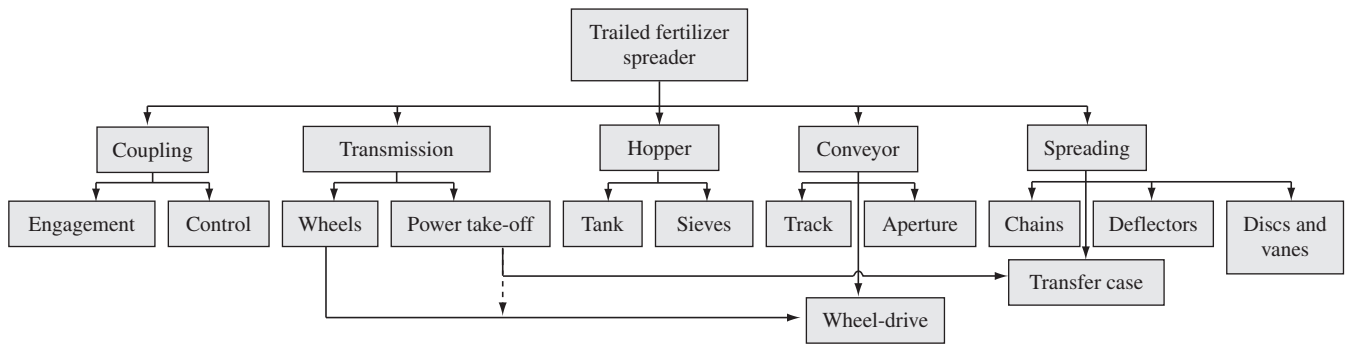 Trailed fertilizer
spreader
Coupling
Transmission
Hopper
Conveyor
Spreading
Engagement
Control
Wheels
Power take-off
Tank
Sieves
Track
Aperture
Chains
Deflectors
Discs and
vanes
Transfer case
Wheel-drive